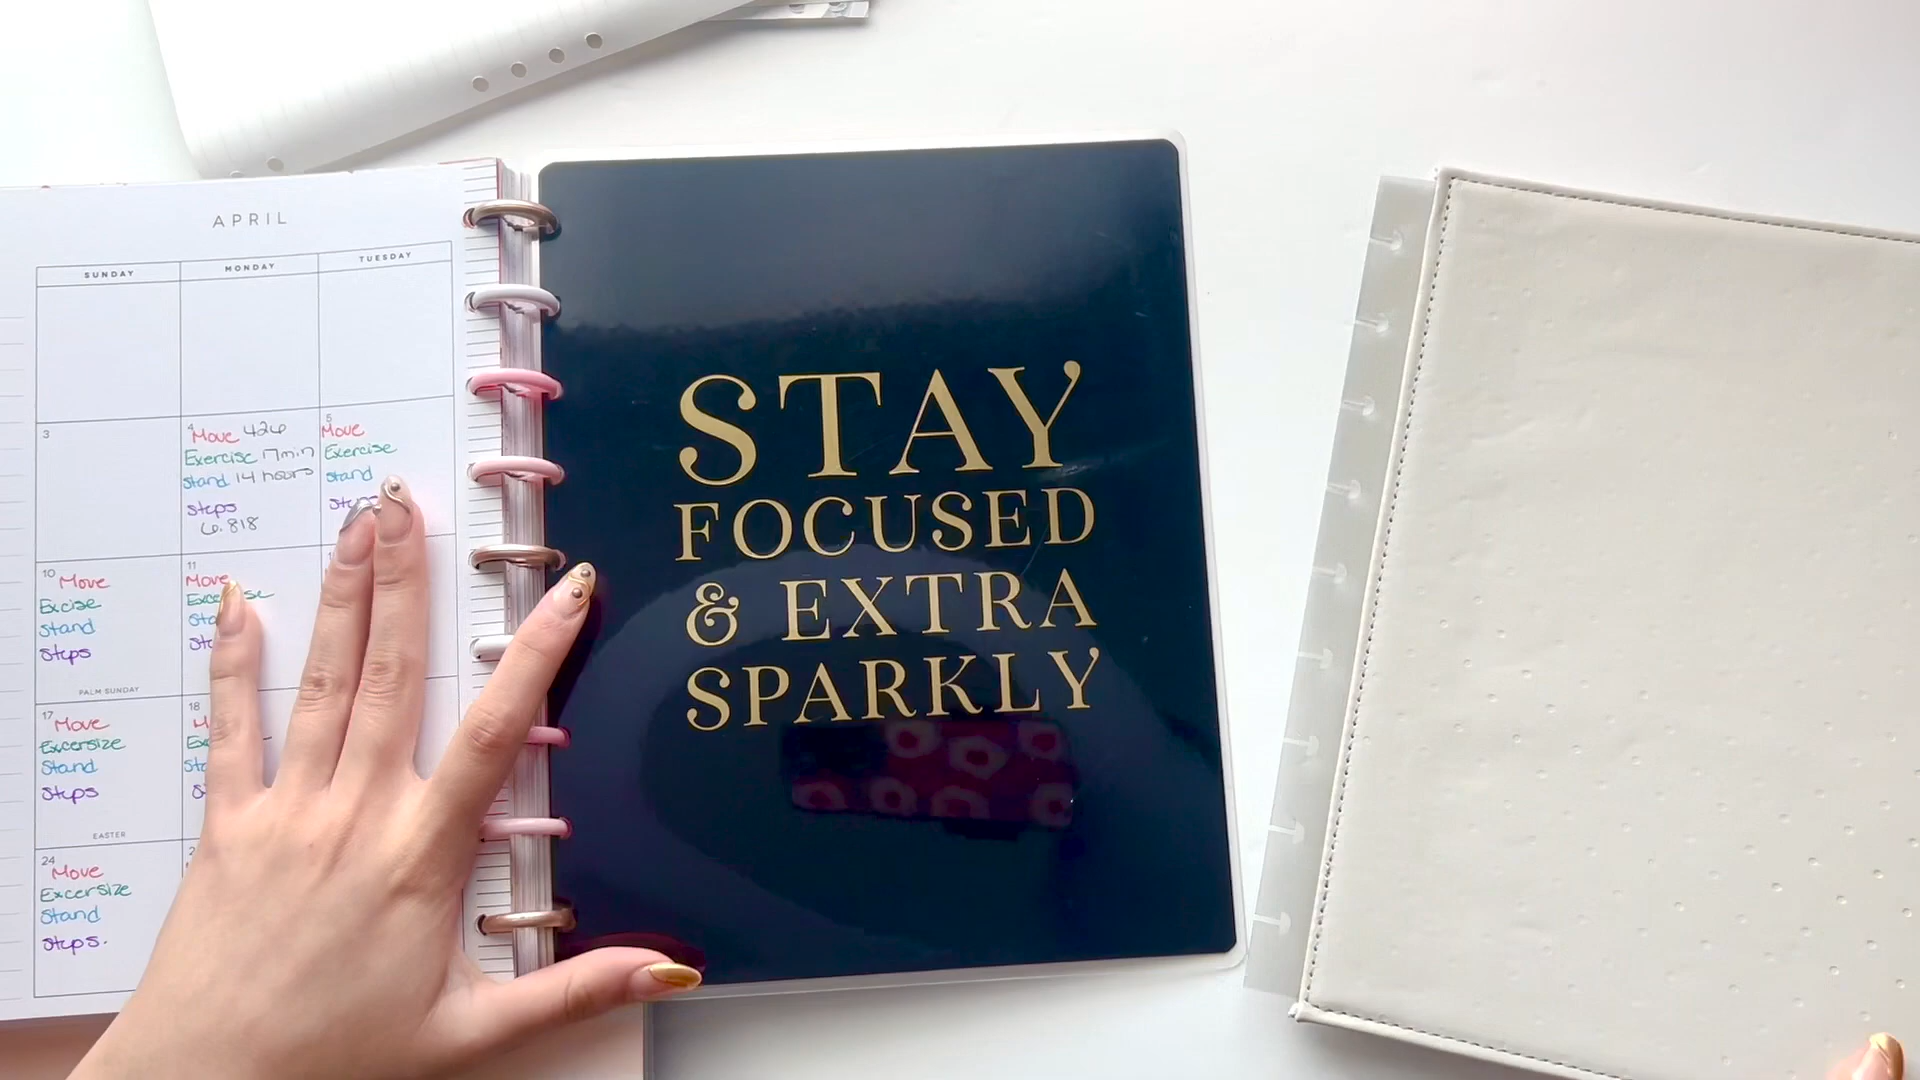 APRIL
SUNDAY MONDAY TUESDAY
3
4 Move 426
Exercise 17min
Stand 14 hours
Steps
6.818
5
Move
Exercise
Stand
Steps
10 Move
Excise
Stand
Steps
PALM SUNDAY
11
Move
Stand
17
Move
Excersize
Stand
Steps
EASTER
18
24
Move
Excersize
Stand
Steps.
STAY
FOCUSED
& EXTRA
SPARKLY